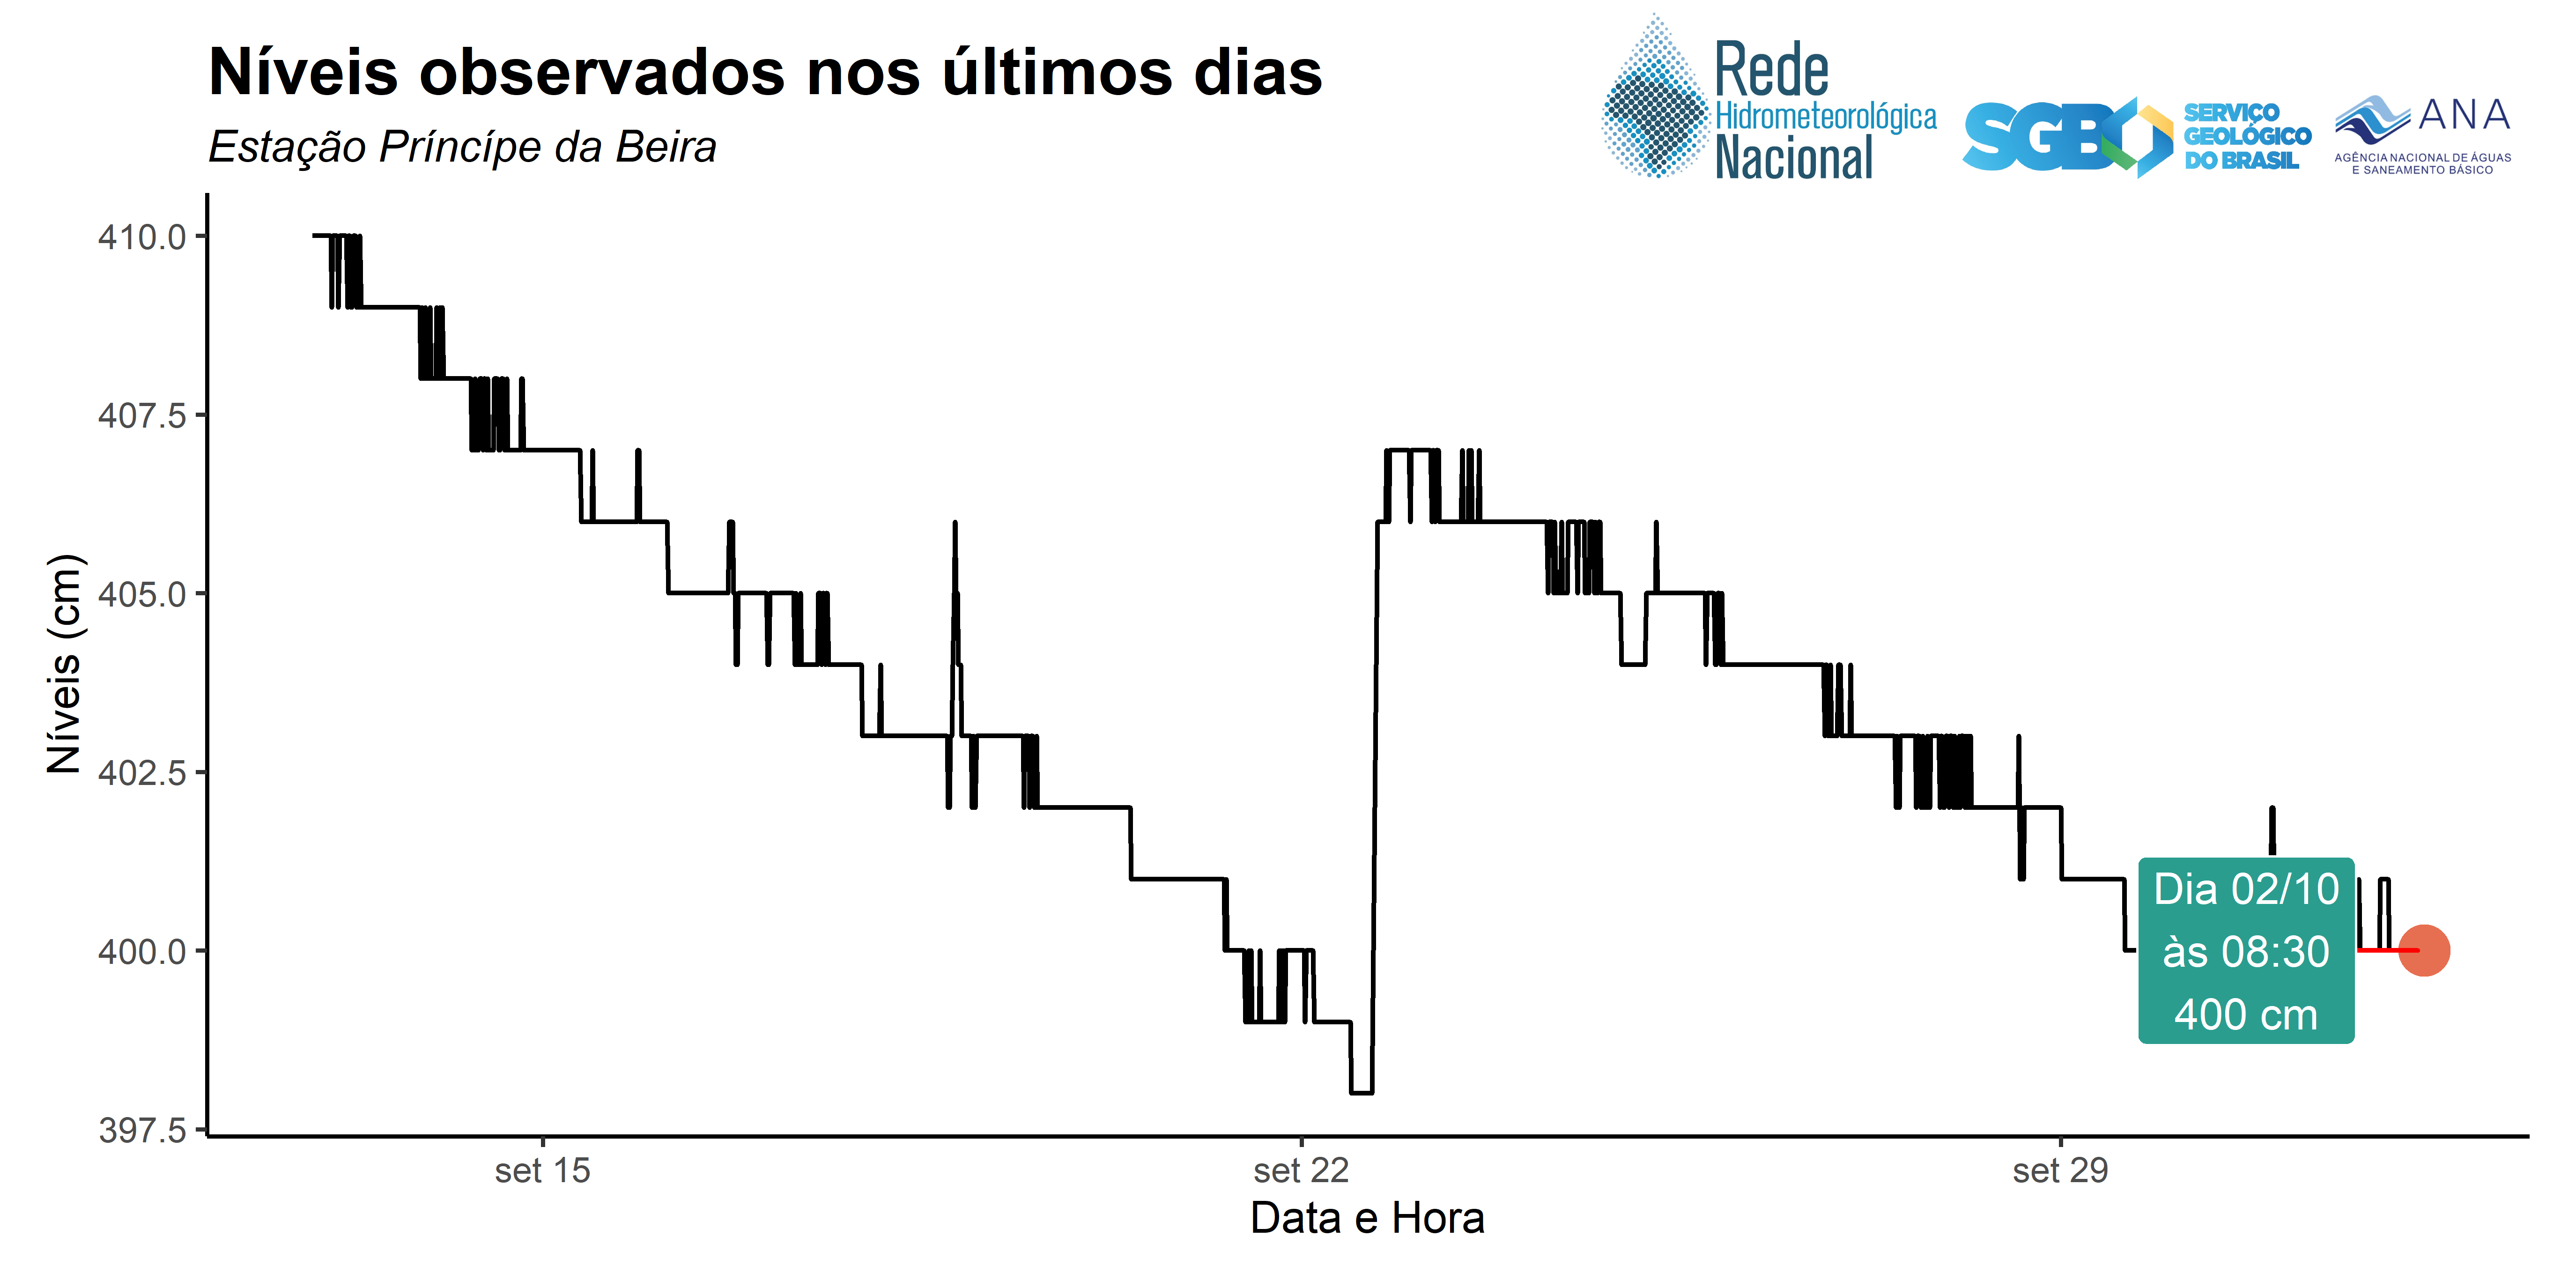 Níveis observados nos últimos dias
Estação Príncípe da Beira
Rede
Hidrometeorológica
Nacional
SGB
SERVIÇO
GEOLÓGICO
DO BRASIL
ANA
AGÊNCIA NACIONAL DE ÁGUAS
E SANEAMENTO BÁSICO
Níveis (cm)
410.0
407.5
405.0
402.5
400.0
397.5
Dia 02/10
às 08:30
400 cm
set 15
set 22
set 29
Data e Hora